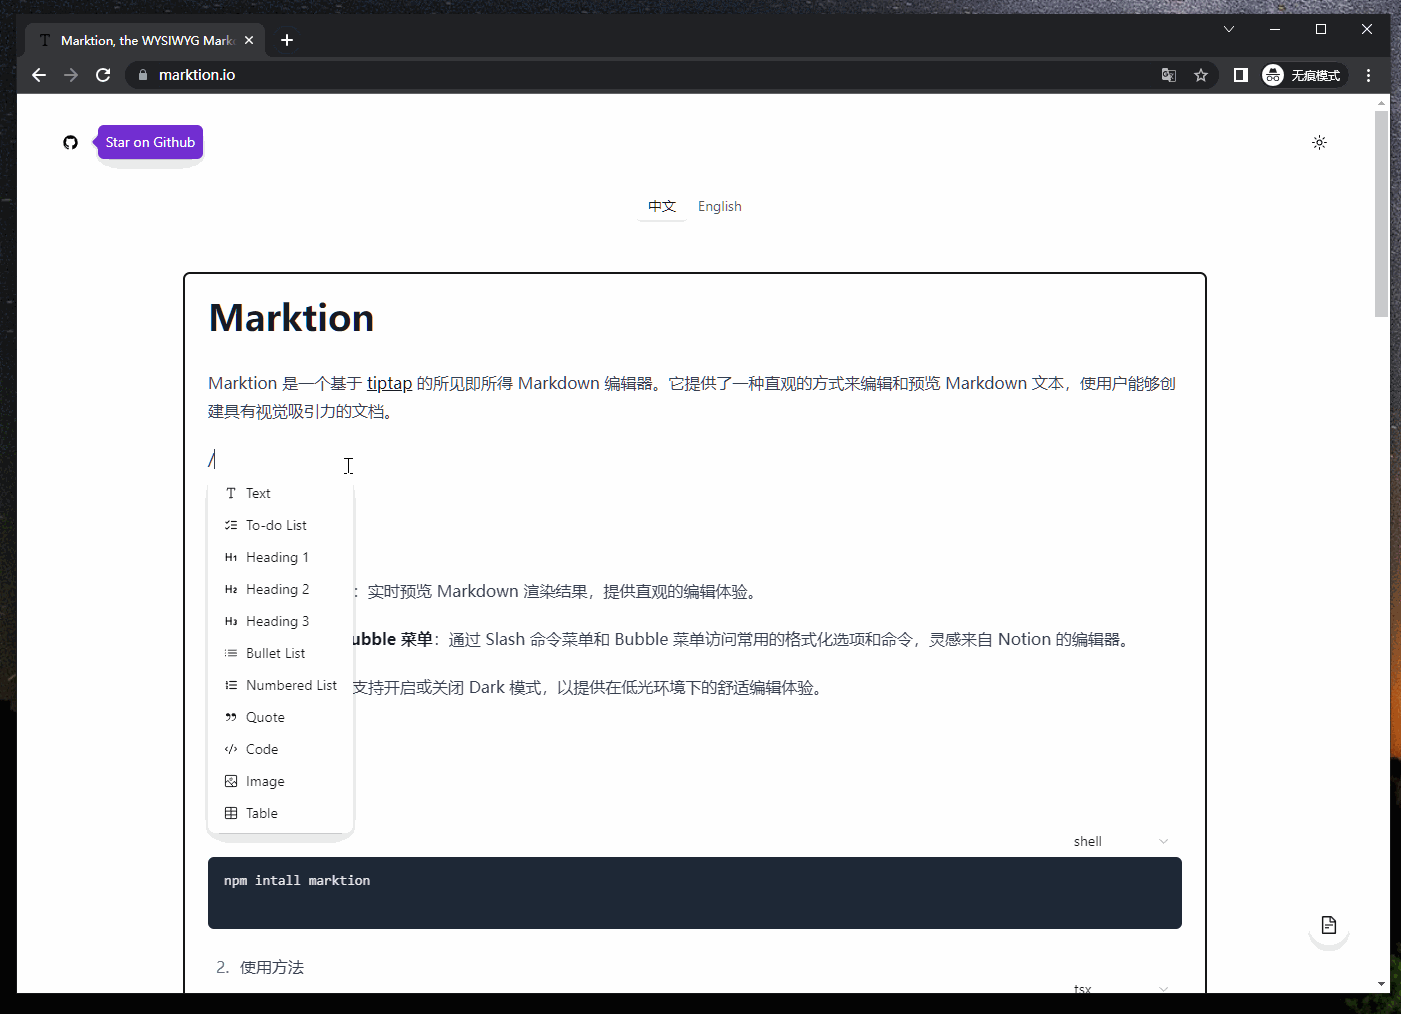 Marktion, the WYSIWYG Mark
marktion.io
无痕模式
Star on Github
中文 English
Marktion
Marktion 是一个基于 tiptap 的所见即所得 Markdown 编辑器。它提供了一种直观的方式来编辑和预览 Markdown 文本，使用户能够创
建具有视觉吸引力的文档。
/
Text
To-do List
H1 Heading 1
H2 Heading 2
H3 Heading 3
Bullet List
Numbered List
Quote
Code
Image
Table
：实时预览 Markdown 渲染结果，提供直观的编辑体验。
ubble 菜单：通过 Slash 命令菜单和 Bubble 菜单访问常用的格式化选项和命令，灵感来自 Notion 的编辑器。
支持开启或关闭 Dark 模式，以提供在低光环境下的舒适编辑体验。
shell
npm intall marktion
2. 使用方法
tsx